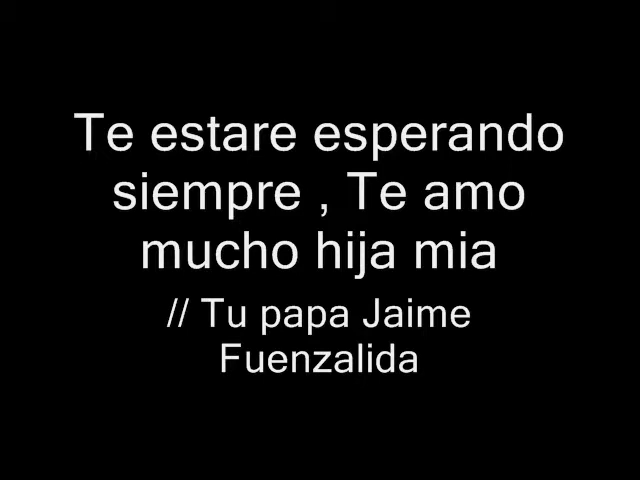 Te estare esperando
siempre , Te amo
mucho hija mia
// Tu papa Jaime
Fuenzalida